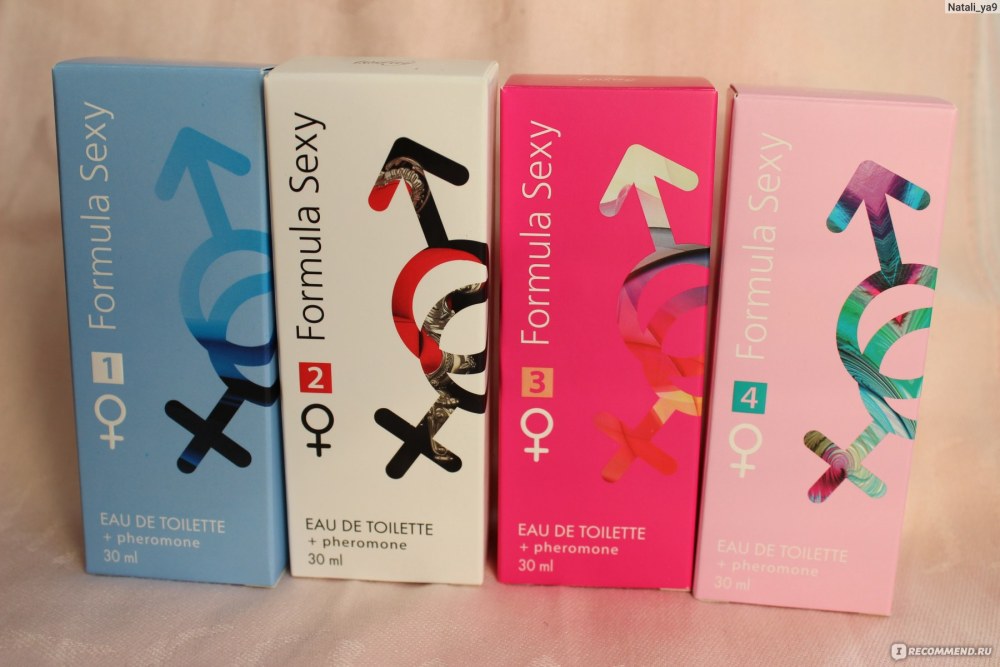 Natali_ya9
1 Formula Sexy
EAU DE TOILETTE
+ pheromone
30 ml
2 Formula Sexy
EAU DE TOILETTE
+ pheromone
30 ml
3 Formula Sexy
EAU DE TOILETTE
+ pheromone
30 ml
4 Formula Sexy
EAU DE TOILETTE
+ pheromone
30 ml
I RECOMMEND.RU